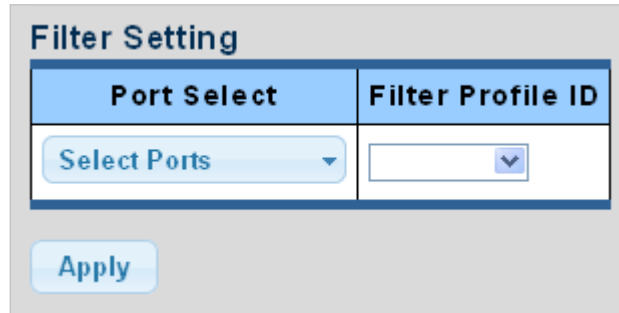 Filter Setting
Port Select Filter Profile ID
Select Ports
Apply